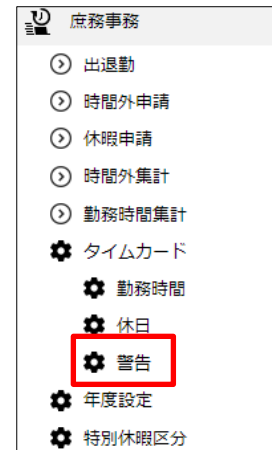 庶務事務
出退勤
時間外申請
休暇申請
時間外集計
勤務時間集計
タイムカード
勤務時間
休日
警告
年度設定
特別休暇区分